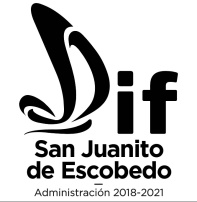 Dif
San Juanito
de Escobedo
Administración 2018-2021